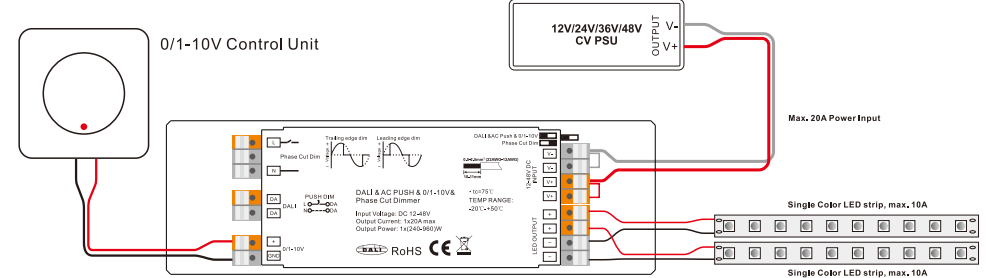 0/1-10V Control Unit
12V/24V/36V/48V
CV PSU
OUTPUT
V-
V+
Max. 20A Power Input
Trailing edge dim
Leading edge dim
Voltage
Voltage
DALI &AC Push & 0/1-10V
Phase Cut Dim
L
Phase Cut Dim
N
DA
DA
DALI
PUSH DIM
L DA
N DA
+
GND
0/1-10V
DALI & AC PUSH & 0/1-10V&
Phase Cut Dimmer
Input Voltage: DC 12-48V
Output Current: 1x20A max
Output Power: 1x(240-960)W
DALI
RoHS
CE
• tc=75℃
TEMP RANGE:
-20℃-+50℃
V-
V-
V+
V+
12-48V DC
INPUT
+
+
-
-
LED OUTPUT
Single Color LED strip, max. 10A
Single Color LED strip, max. 10A